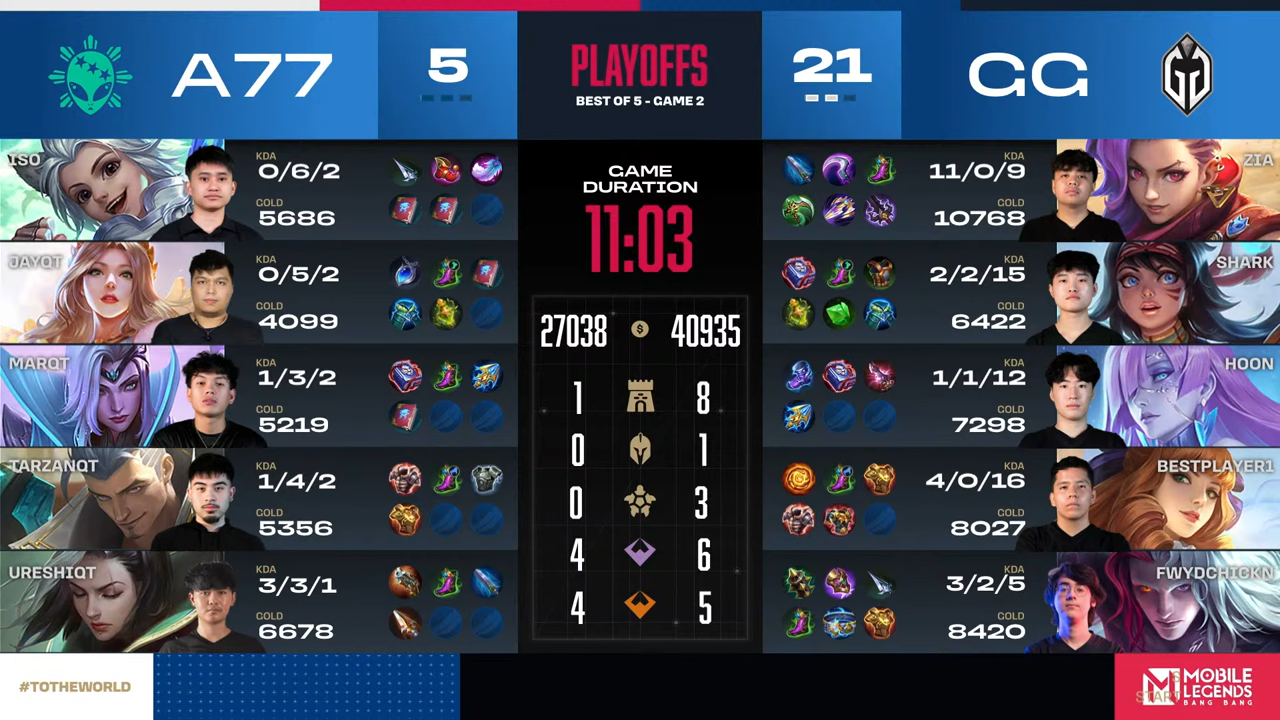 A77
5
PLAYOFFS
BEST OF 5 - GAME 2
21
GG
ISO
KDA
0/6/2
GOLD
5686
JAYQT
KDA
0/5/2
GOLD
4099
MARQT
KDA
1/3/2
GOLD
5219
TARZANQT
KDA
1/4/2
GOLD
5356
URESHIQT
KDA
3/3/1
GOLD
6678
GAME
DURATION
11:03
27038 $ 40935
1 8
0 1
0 3
4 6
4 5
KDA
11/0/9
GOLD
10768
ZIA
KDA
2/2/15
GOLD
6422
SHARK
KDA
1/1/12
GOLD
7298
HOON
KDA
4/0/16
GOLD
8027
BESTPLAYER1
KDA
3/2/5
GOLD
8420
FWYDCHICKN
#TOTHEWORLD
MOBILE
LEGENDS
BANG BANG